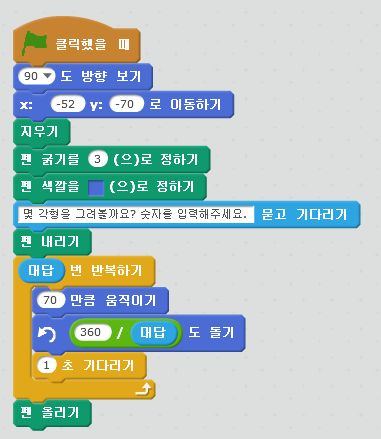 클릭했을 때
90 도 방향 보기
x: -52 y: -70 로 이동하기
지우기
펜 굵기를 3 (으)로 정하기
펜 색깔을 (으)로 정하기
몇 각형을 그려볼까요? 숫자를 입력해주세요. 묻고 기다리기
펜 내리기
대답 번 반복하기
70 만큼 움직이기
360 / 대답 도 돌기
1 초 기다리기
펜 올리기